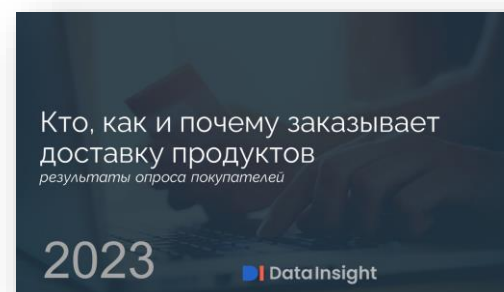 Кто, как и почему заказывает
доставку продуктов
результаты опроса покупателей
2023
DataInsight